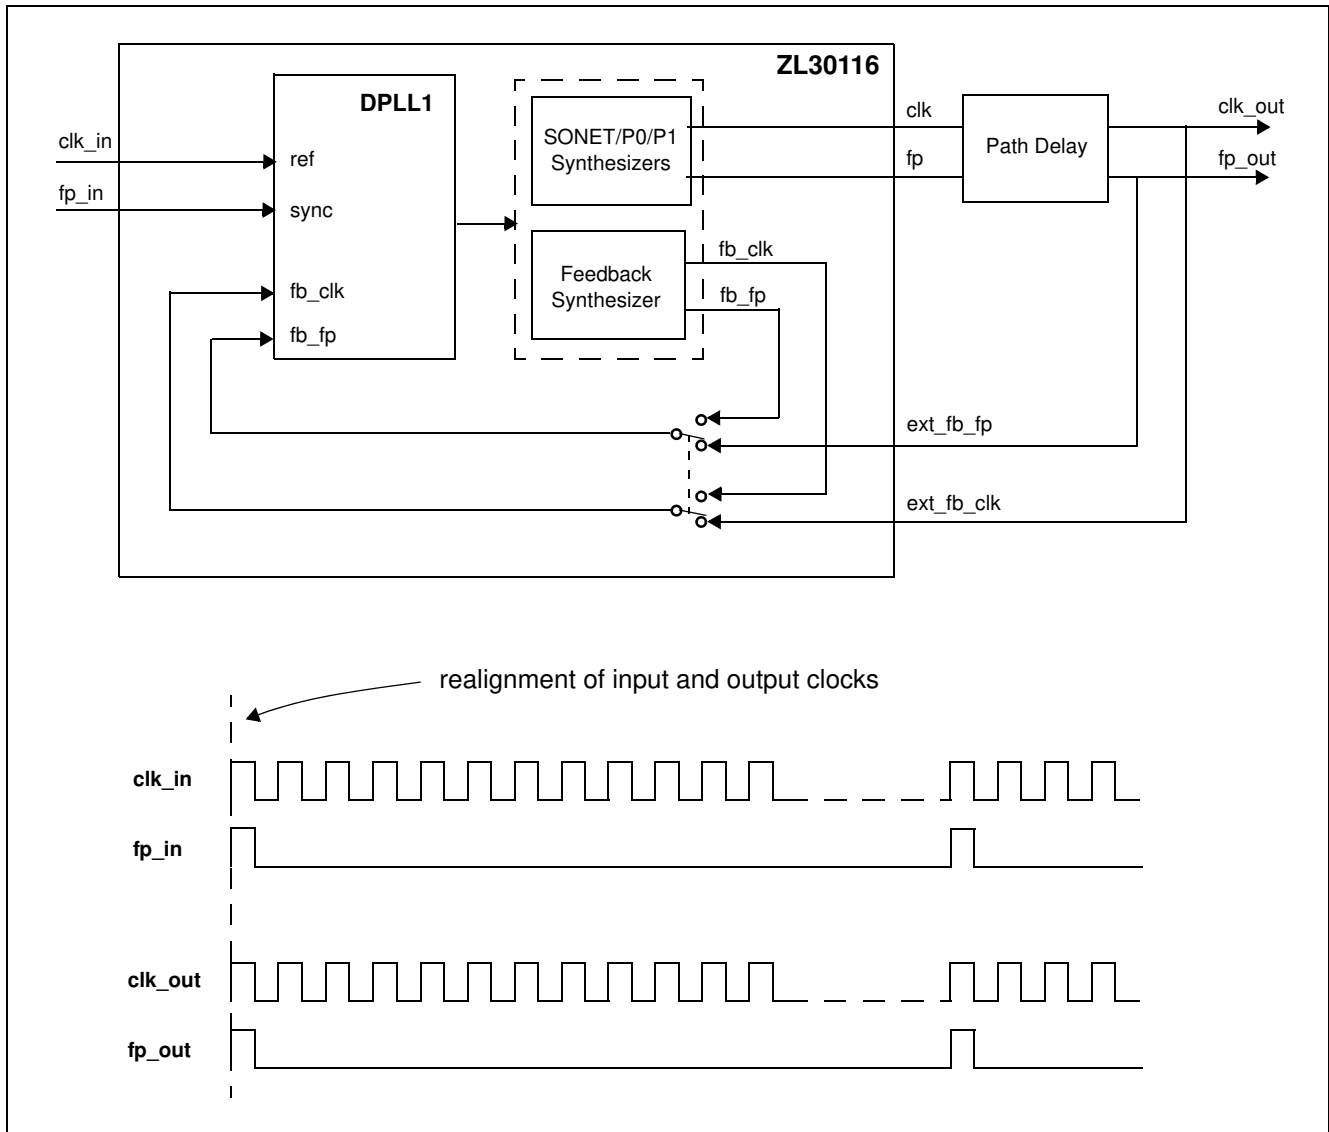 ZL30116
DPLL1
clk_in
ref
fp_in
sync
fb_clk
fb_fp
SONET/P0/P1
Synthesizers
Feedback
Synthesizer
fb_clk
fb_fp
clk
fp
Path Delay
clk_out
fp_out
ext_fb_fp
ext_fb_clk
realignment of input and output clocks
clk_in
fp_in
clk_out
fp_out